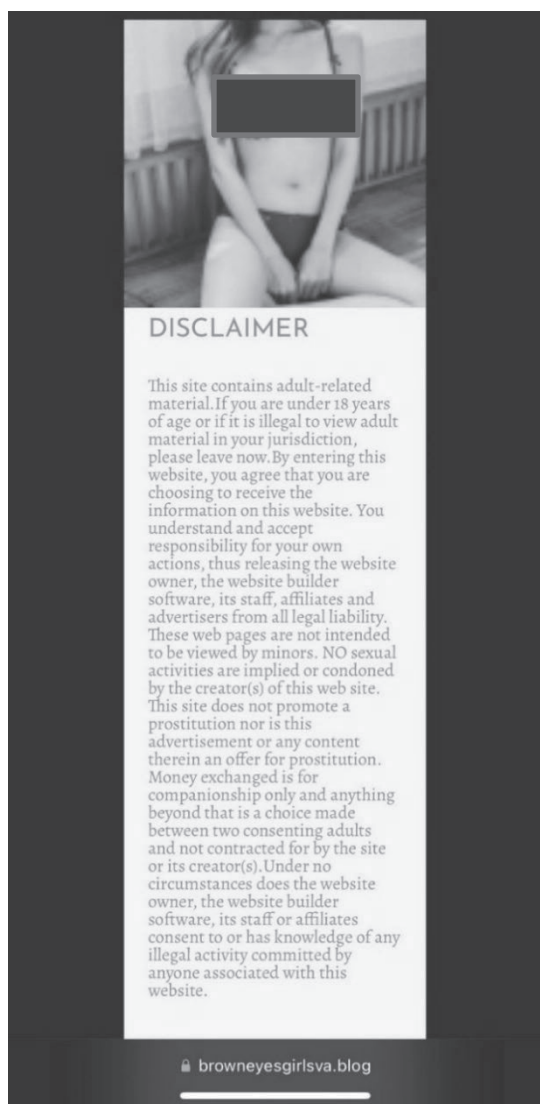 DISCLAIMER
This site contains adult-related
material.If you are under 18 years
of age or if it is illegal to view adult
material in your jurisdiction,
please leave now.By entering this
website, you agree that you are
choosing to receive the
information on this website. You
understand and accept
responsibility for your own
actions, thus releasing the website
owner, the website builder
software, its staff, affiliates and
advertisers from all legal liability.
These web pages are not intended
to be viewed by minors. NO sexual
activities are implied or condoned
by the creator(s) of this web site.
This site does not promote a
prostitution nor is this
advertisement or any content
therein an offer for prostitution.
Money exchanged is for
companionship only and anything
beyond that is a choice made
between two consenting adults
and not contracted for by the site
or its creator(s).Under no
circumstances does the website
owner, the website builder
software, its staff or affiliates
consent to or has knowledge of any
illegal activity committed by
anyone associated with this
website.
browneyesgirlsva.blog